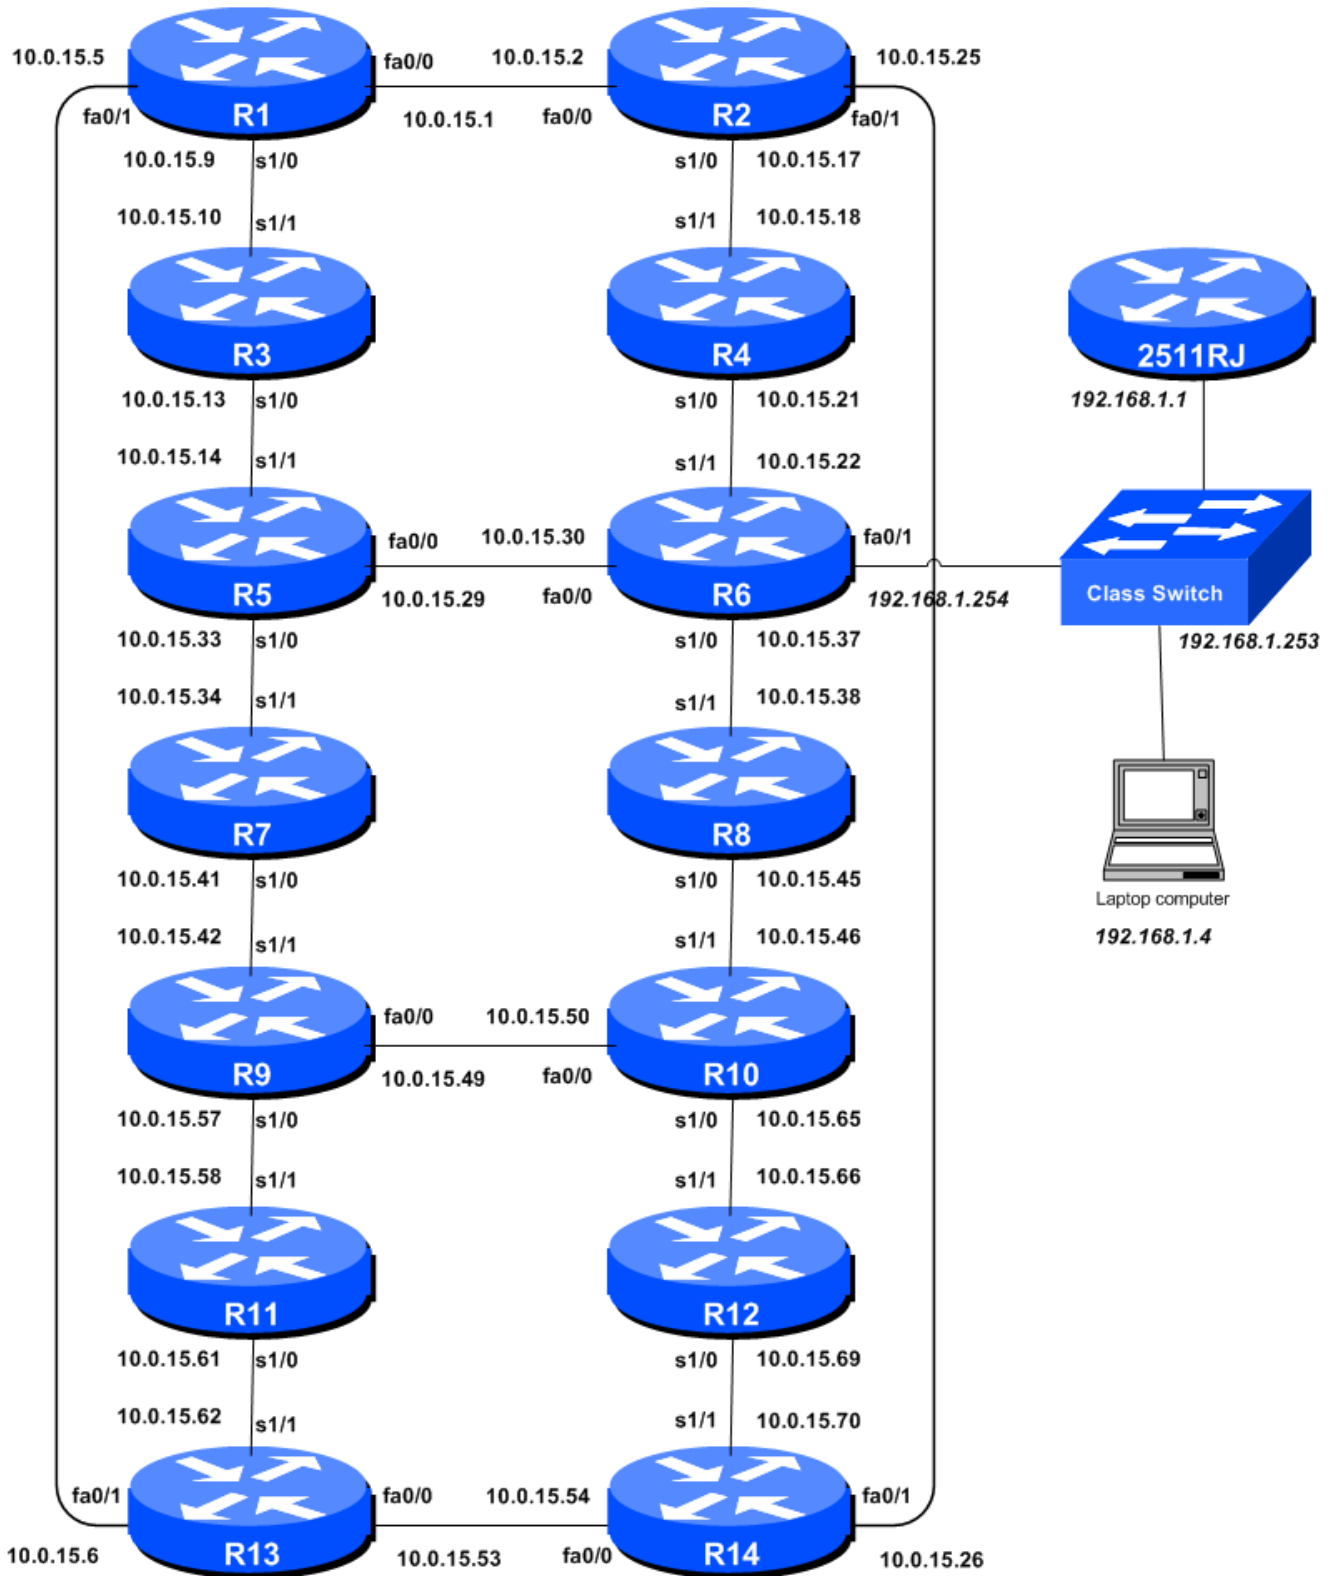 10.0.15.5
fa0/0
10.0.15.2
10.0.15.25
fa0/1
R1
10.0.15.1
fa0/0
R2
fa0/1
10.0.15.9
s1/0
s1/0
10.0.15.17
10.0.15.10
s1/1
s1/1
10.0.15.18
R3
R4
2511RJ
10.0.15.13
s1/0
s1/0
10.0.15.21
192.168.1.1
10.0.15.14
s1/1
s1/1
10.0.15.22
fa0/0
10.0.15.30
fa0/1
R5
10.0.15.29
fa0/0
R6
192.168.1.254
Class Switch
10.0.15.33
s1/0
s1/0
10.0.15.37
192.168.1.253
10.0.15.34
s1/1
s1/1
10.0.15.38
R7
R8
10.0.15.41
s1/0
s1/0
10.0.15.45
Laptop computer
10.0.15.42
s1/1
s1/1
10.0.15.46
192.168.1.4
fa0/0
10.0.15.50
R9
10.0.15.49
fa0/0
R10
10.0.15.57
s1/0
s1/0
10.0.15.65
10.0.15.58
s1/1
s1/1
10.0.15.66
R11
R12
10.0.15.61
s1/0
s1/0
10.0.15.69
10.0.15.62
s1/1
s1/1
10.0.15.70
fa0/1
fa0/0
10.0.15.54
fa0/1
10.0.15.6
R13
10.0.15.53
fa0/0
R14
10.0.15.26